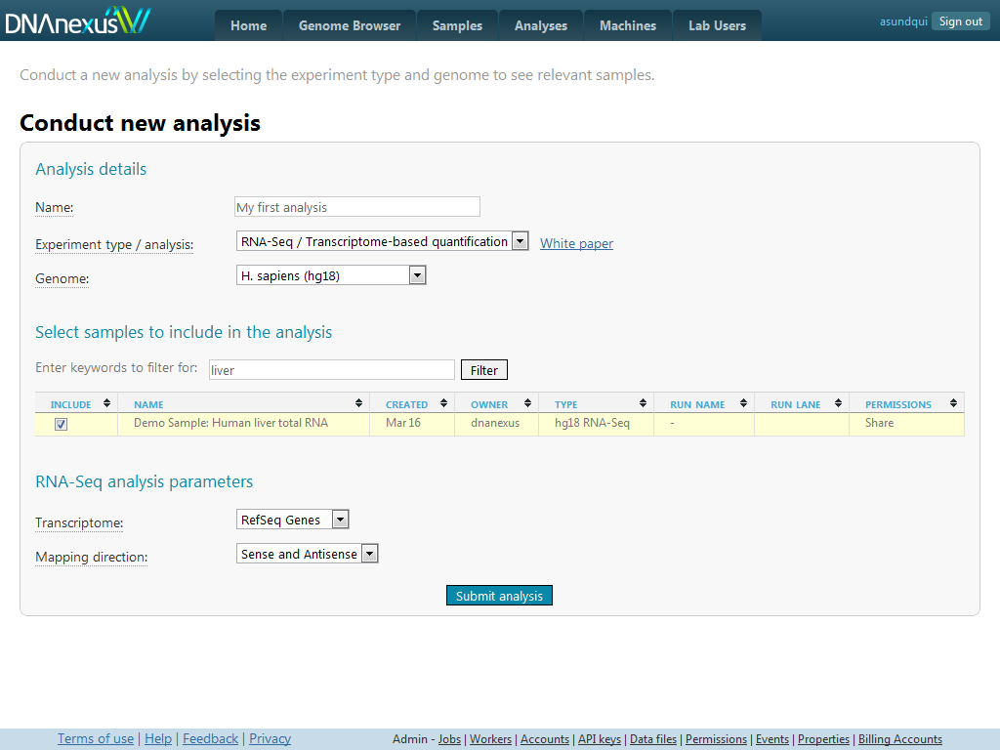 DNAnexus Home Genome Browser Samples Analyses Machines Lab Users asundqui Sign out
Conduct a new analysis by selecting the experiment type and genome to see relevant samples.
Conduct new analysis
Analysis details
Name: My first analysis
Experiment type / analysis: RNA-Seq / Transcriptome-based quantification White paper
Genome: H. sapiens (hg18)
Select samples to include in the analysis
Enter keywords to filter for: liver Filter
INCLUDE NAME CREATED OWNER TYPE RUN NAME RUN LANE PERMISSIONS
Demo Sample: Human liver total RNA Mar 16 dnanexus hg18 RNA-Seq - Share
RNA-Seq analysis parameters
Transcriptome: RefSeq Genes
Mapping direction: Sense and Antisense
Submit analysis
Terms of use | Help | Feedback | Privacy Admin - Jobs | Workers | Accounts | API keys | Data files | Permissions | Events | Properties | Billing Accounts